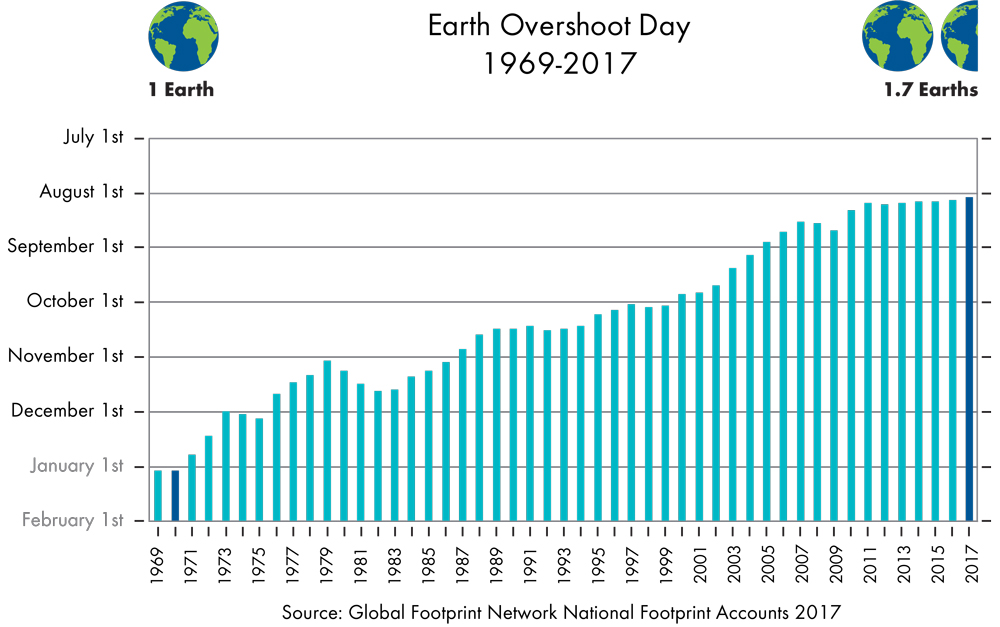 Earth Overshoot Day
1969-2017
1 Earth
1.7 Earths
July 1st
August 1st
September 1st
October 1st
November 1st
December 1st
January 1st
February 1st
1969
1971
1973
1975
1977
1979
1981
1983
1985
1987
1989
1991
1993
1995
1997
1999
2001
2003
2005
2007
2009
2011
2013
2015
2017
Source: Global Footprint Network National Footprint Accounts 2017